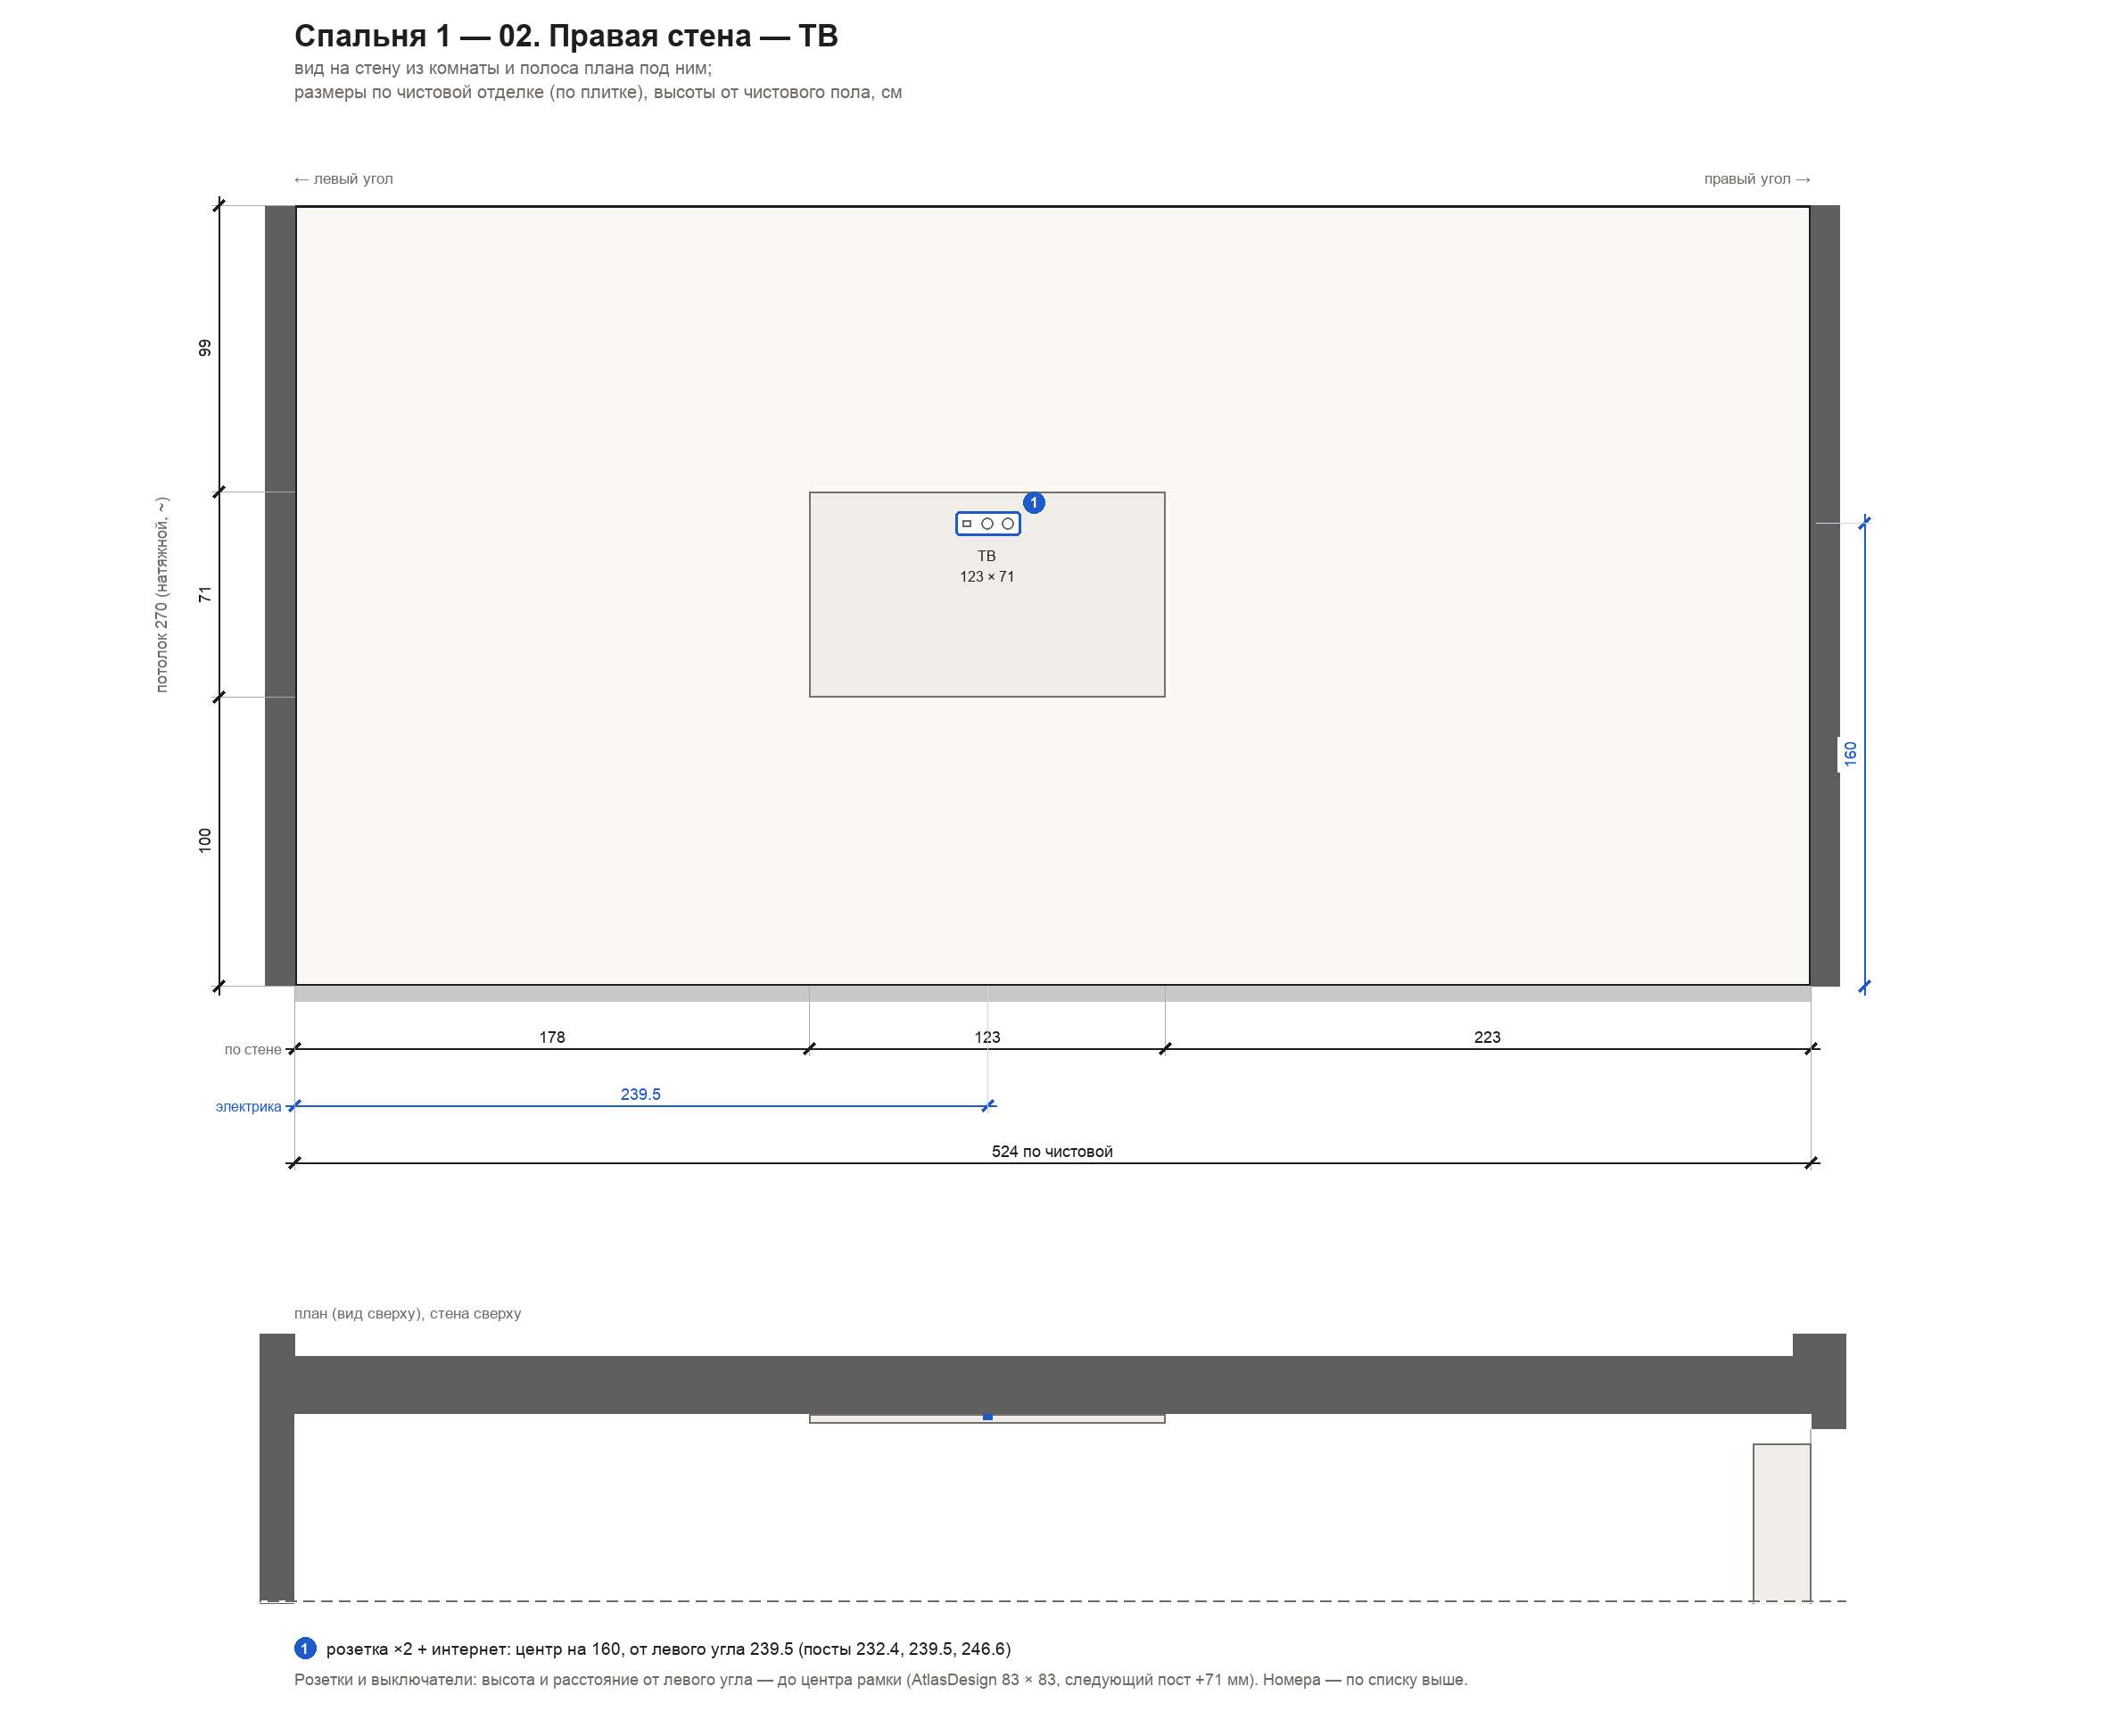 Спальня 1 — 02. Правая стена — ТВ
вид на стену из комнаты и полоса плана под ним;
размеры по чистовой отделке (по плитке), высоты от чистового пола, см
← левый угол
правый угол →
99
потолок 270 (натяжной, ~)
71
100
1
ТВ
123 × 71
160
по стене
178
123
223
электрика
239.5
524 по чистовой
план (вид сверху), стена сверху
1 розетка ×2 + интернет: центр на 160, от левого угла 239.5 (посты 232.4, 239.5, 246.6)
Розетки и выключатели: высота и расстояние от левого угла — до центра рамки (AtlasDesign 83 × 83, следующий пост +71 мм). Номера — по списку выше.